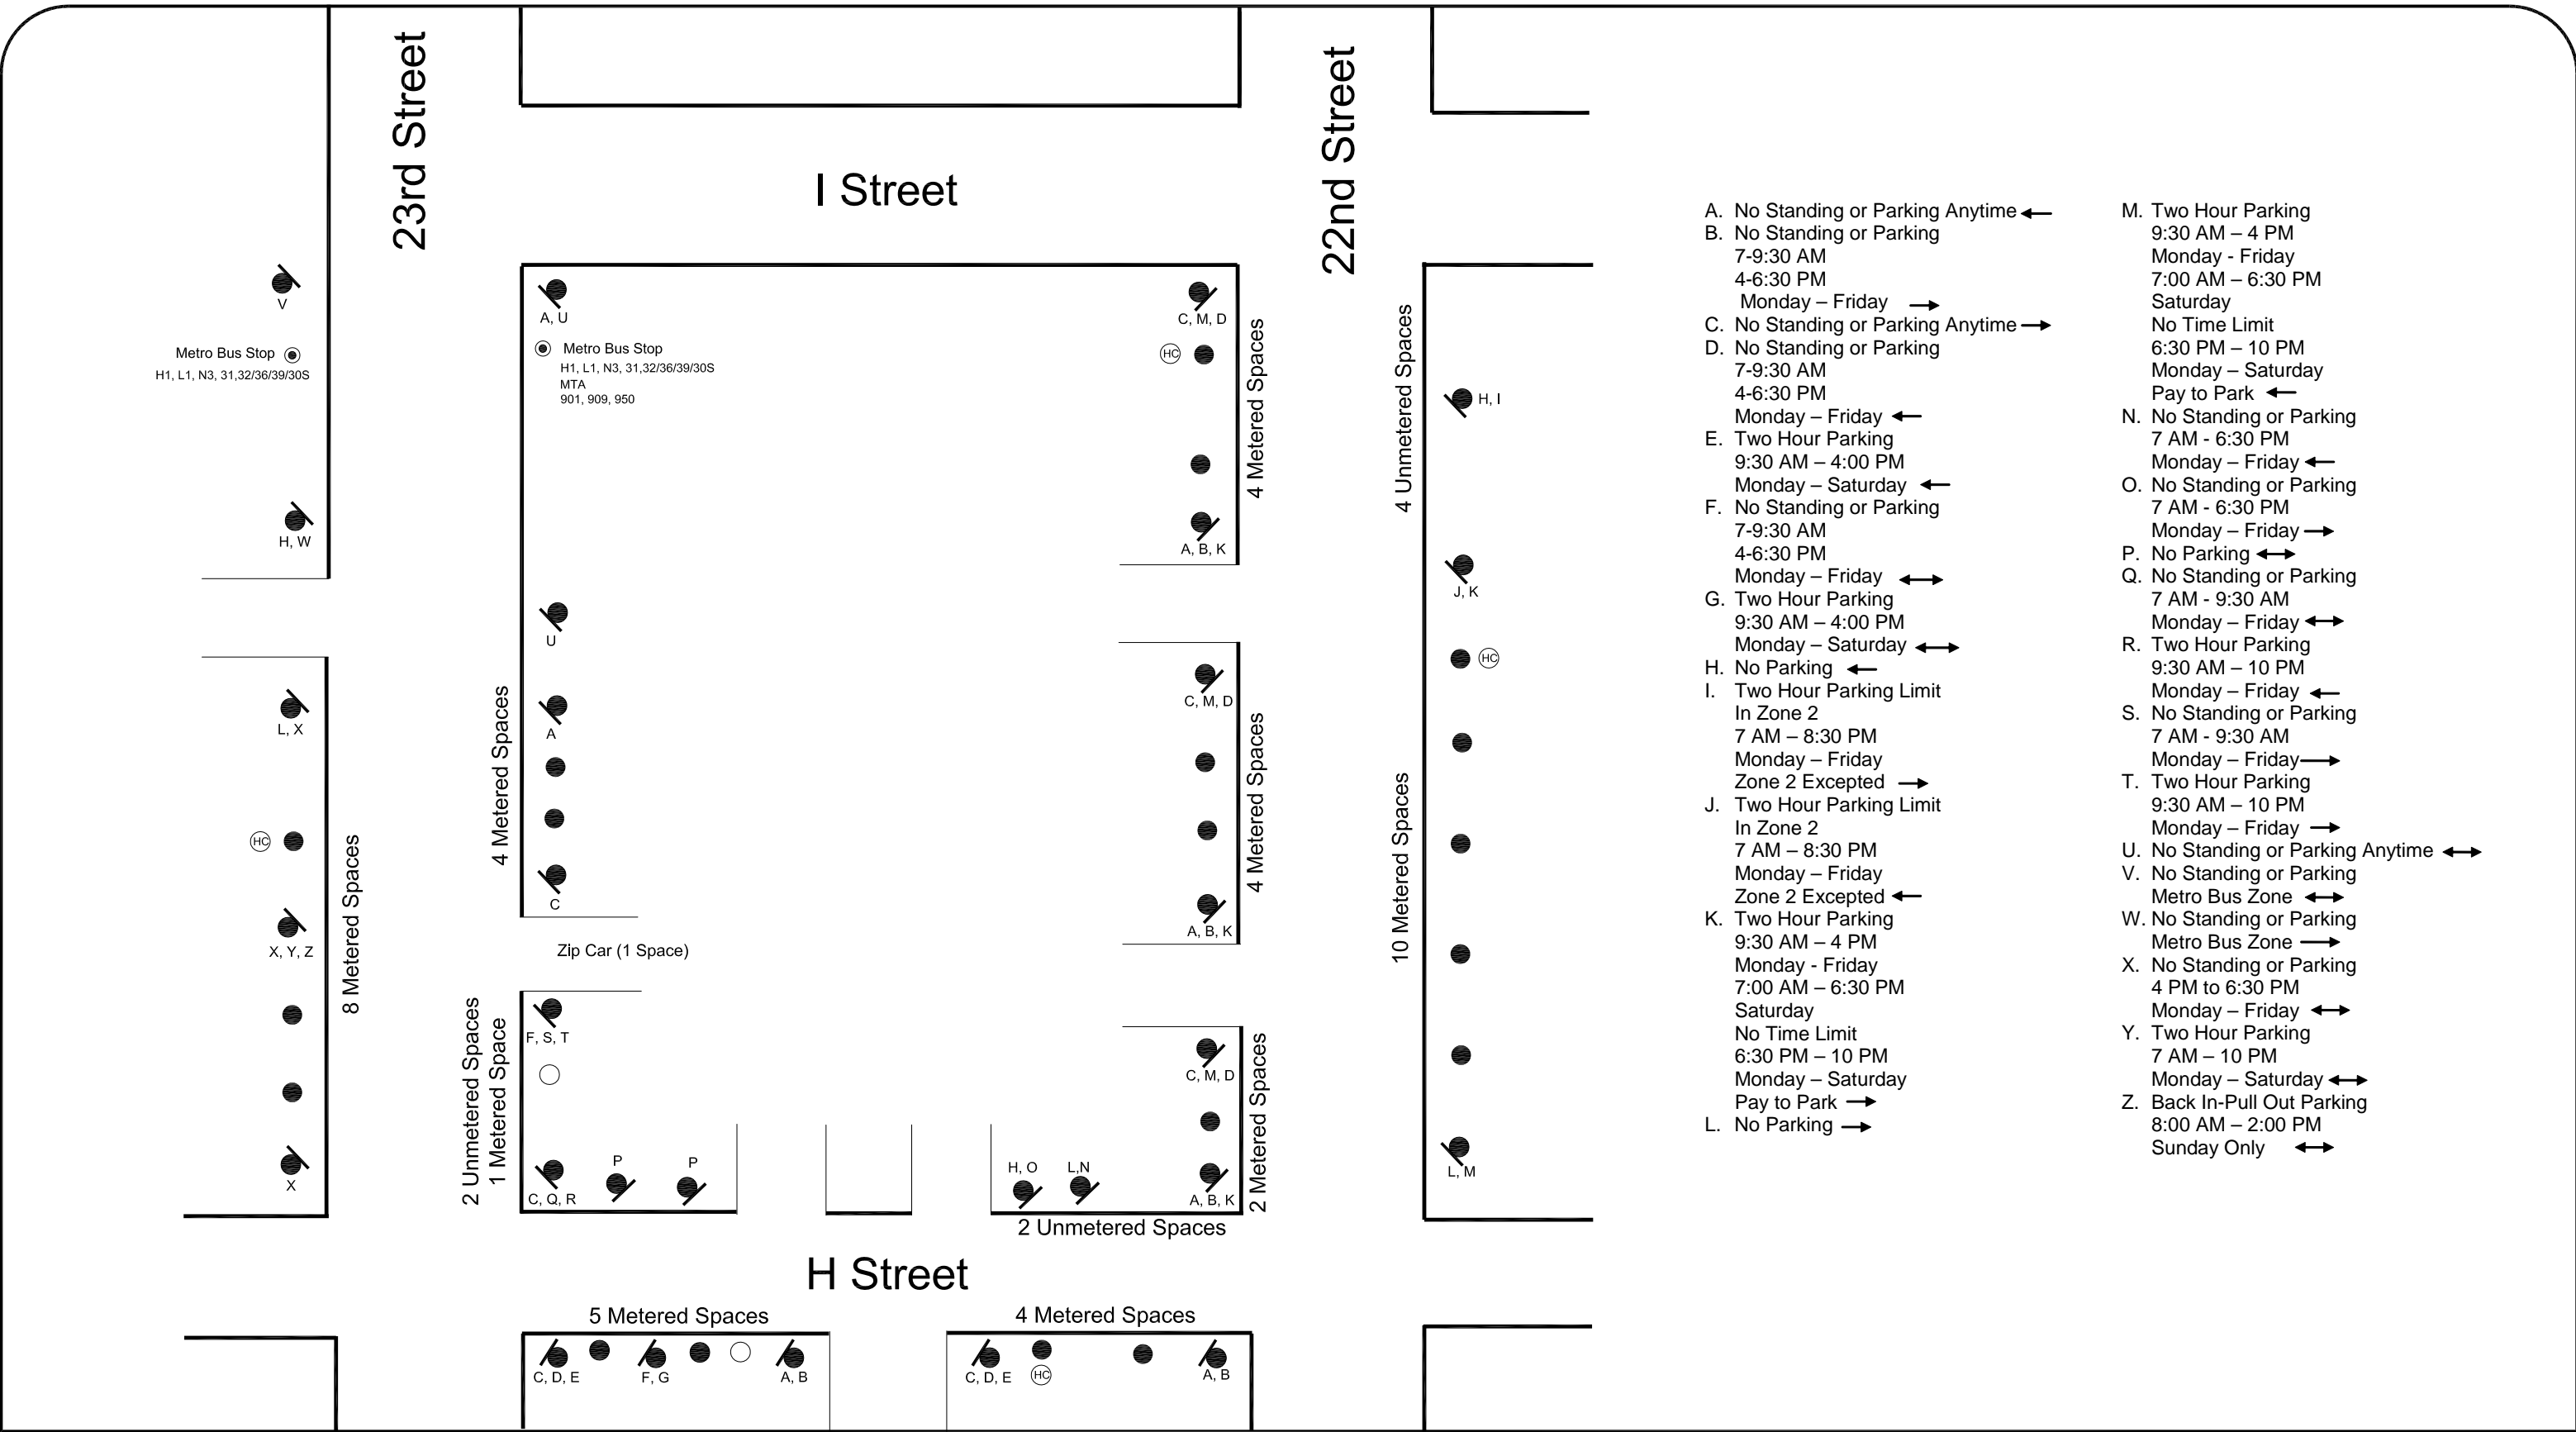 23rd Street
I Street
22nd Street
V
Metro Bus Stop
H1, L1, N3, 31,32/36/39/30S
H, W
L, X
HC
X, Y, Z
X
8 Metered Spaces
A, U
Metro Bus Stop
H1, L1, N3, 31,32/36/39/30S
MTA
901, 909, 950
U
A
C
4 Metered Spaces
Zip Car (1 Space)
F, S, T
C, Q, R
2 Unmetered Spaces
1 Metered Space
P
P
H, O
L,N
2 Unmetered Spaces
C, M, D
HC
A, B, K
4 Metered Spaces
C, M, D
A, B, K
4 Metered Spaces
C, M, D
A, B, K
2 Metered Spaces
4 Unmetered Spaces
H, I
J, K
HC
10 Metered Spaces
L, M
H Street
5 Metered Spaces
C, D, E
F, G
A, B
4 Metered Spaces
C, D, E
HC
A, B
A. No Standing or Parking Anytime
B. No Standing or Parking
7-9:30 AM
4-6:30 PM
Monday – Friday
C. No Standing or Parking Anytime
D. No Standing or Parking
7-9:30 AM
4-6:30 PM
Monday – Friday
E. Two Hour Parking
9:30 AM – 4:00 PM
Monday – Saturday
F. No Standing or Parking
7-9:30 AM
4-6:30 PM
Monday – Friday
G. Two Hour Parking
9:30 AM – 4:00 PM
Monday – Saturday
H. No Parking
I. Two Hour Parking Limit
In Zone 2
7 AM – 8:30 PM
Monday – Friday
Zone 2 Excepted
J. Two Hour Parking Limit
In Zone 2
7 AM – 8:30 PM
Monday – Friday
Zone 2 Excepted
K. Two Hour Parking
9:30 AM – 4 PM
Monday - Friday
7:00 AM – 6:30 PM
Saturday
No Time Limit
6:30 PM – 10 PM
Monday – Saturday
Pay to Park
L. No Parking
M. Two Hour Parking
9:30 AM – 4 PM
Monday - Friday
7:00 AM – 6:30 PM
Saturday
No Time Limit
6:30 PM – 10 PM
Monday – Saturday
Pay to Park
N. No Standing or Parking
7 AM - 6:30 PM
Monday – Friday
O. No Standing or Parking
7 AM - 6:30 PM
Monday – Friday
P. No Parking
Q. No Standing or Parking
7 AM - 9:30 AM
Monday – Friday
R. Two Hour Parking
9:30 AM – 10 PM
Monday – Friday
S. No Standing or Parking
7 AM - 9:30 AM
Monday – Friday
T. Two Hour Parking
9:30 AM – 10 PM
Monday – Friday
U. No Standing or Parking Anytime
V. No Standing or Parking
Metro Bus Zone
W. No Standing or Parking
Metro Bus Zone
X. No Standing or Parking
4 PM to 6:30 PM
Monday – Friday
Y. Two Hour Parking
7 AM – 10 PM
Monday – Saturday
Z. Back In-Pull Out Parking
8:00 AM – 2:00 PM
Sunday Only